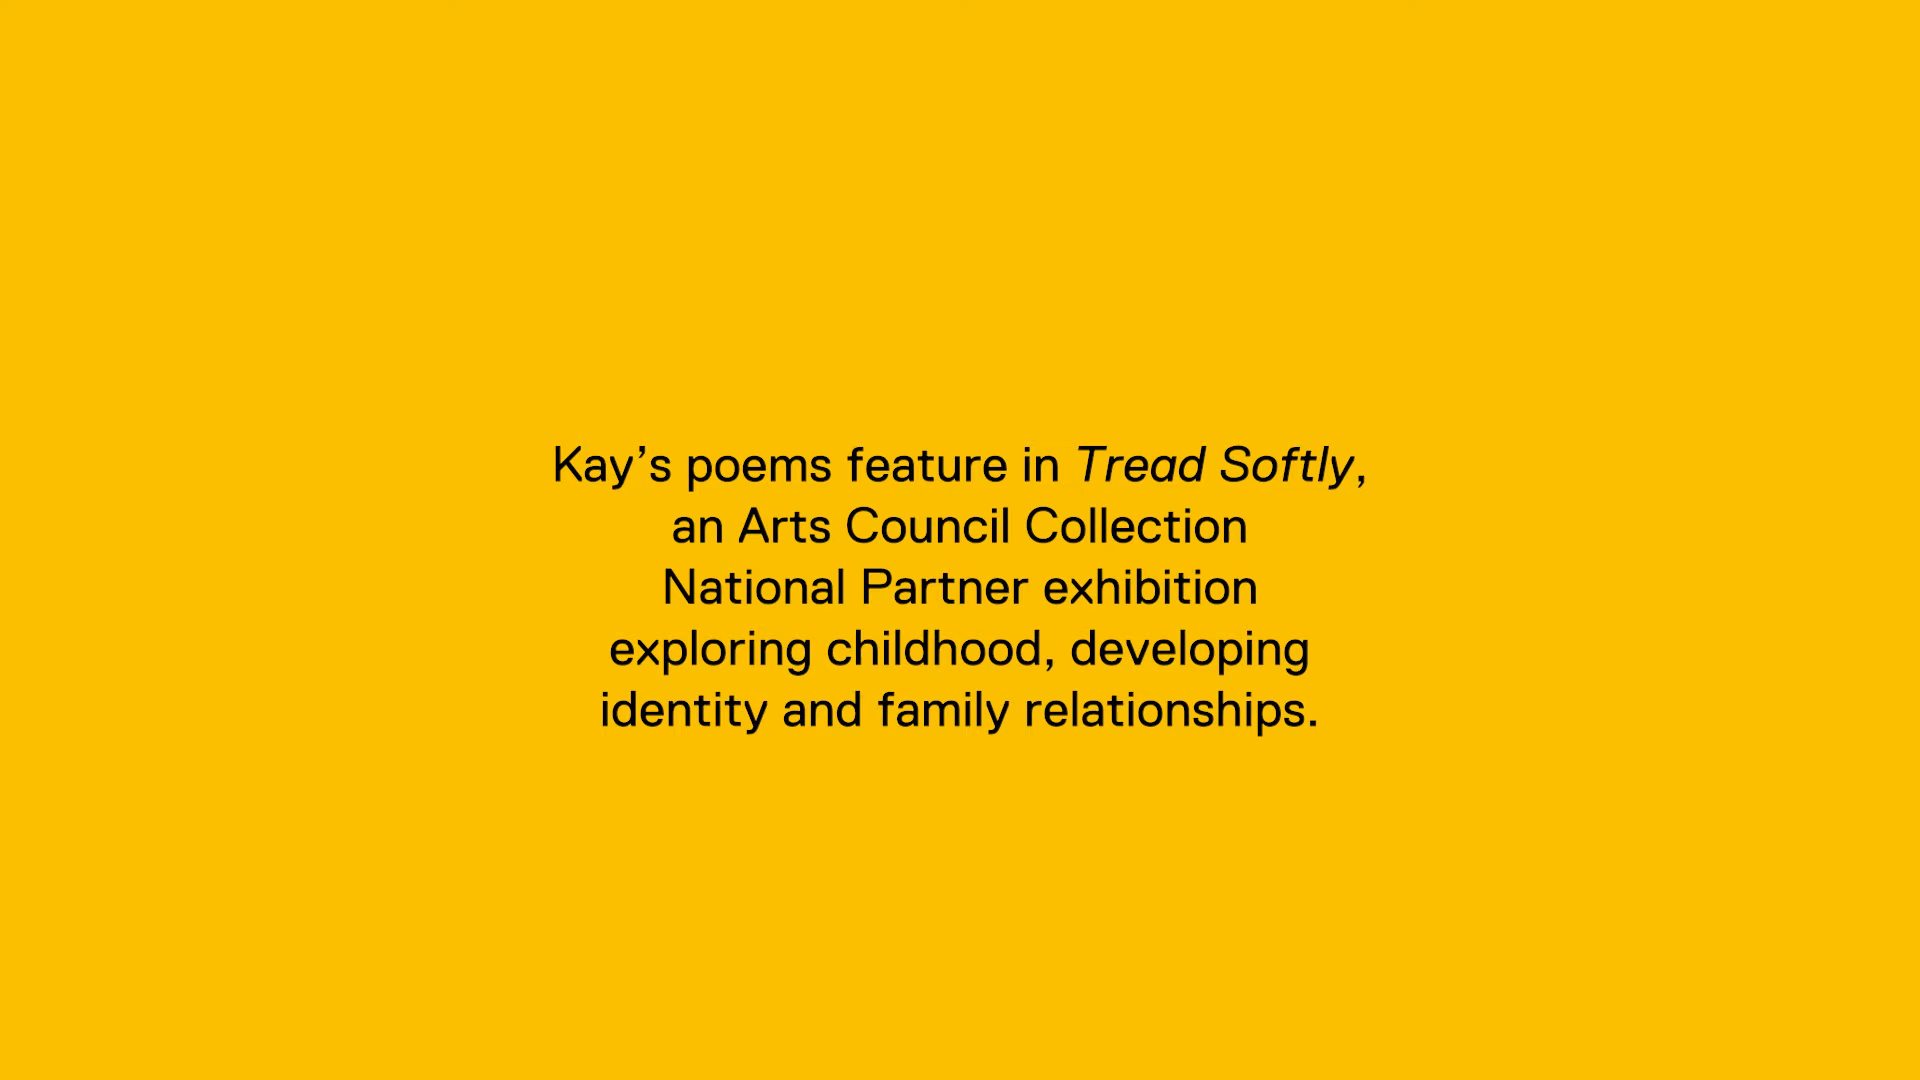 Kay’s poems feature in Tread Softly,
an Arts Council Collection
National Partner exhibition
exploring childhood, developing
identity and family relationships.